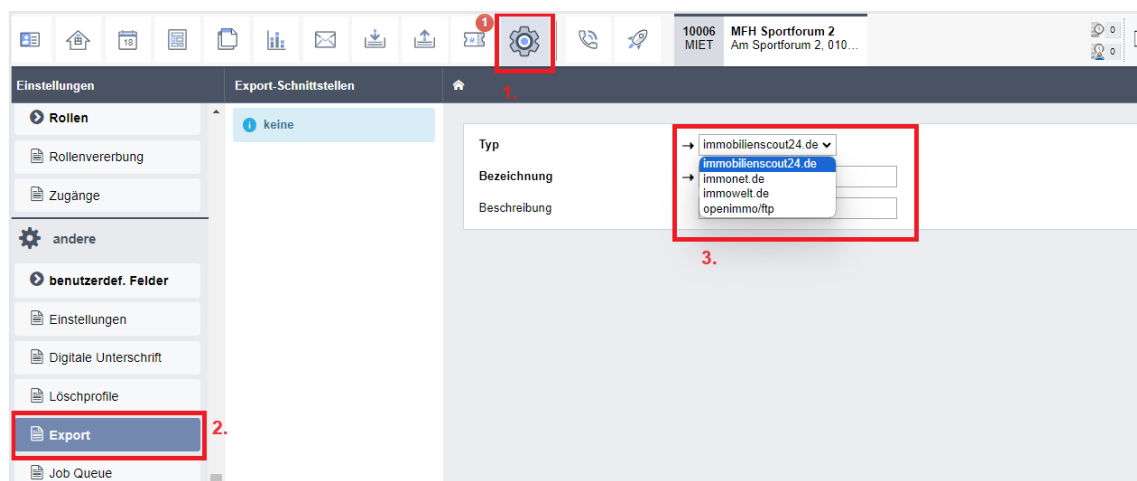 1
18
#
10006 MFH Sportforum 2
MIET Am Sportforum 2, 010...
0
0
Einstellungen
Export-Schnittstellen
1.
Rollen
Rollenvererbung
Zugänge
andere
benutzerdef. Felder
Einstellungen
Digitale Unterschrift
Löschprofile
Export
2.
Job Queue
i keine
Typ
immobilienscout24.de
immobilienscout24.de
immonet.de
immowelt.de
openimmo/ftp
Bezeichnung
Beschreibung
3.